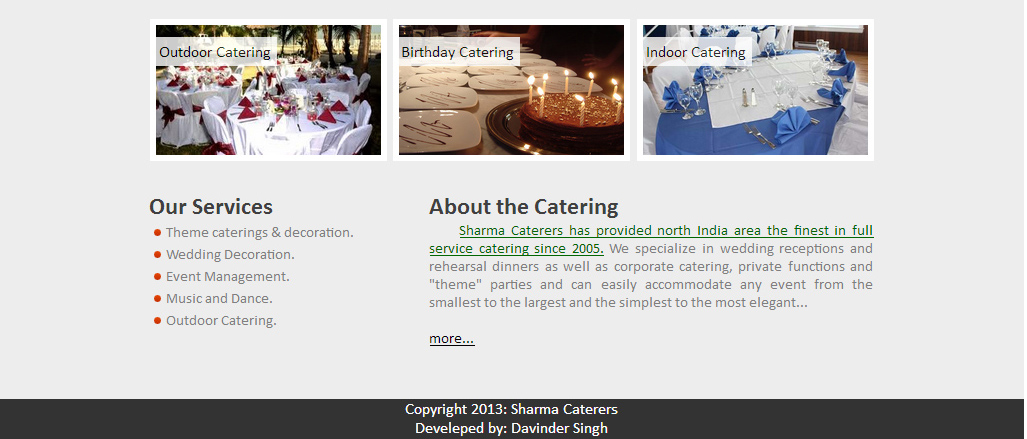 Outdoor Catering
Birthday Catering
Indoor Catering
Our Services
Theme caterings & decoration.
Wedding Decoration.
Event Management.
Music and Dance.
Outdoor Catering.
About the Catering
Sharma Caterers has provided north India area the finest in full
service catering since 2005. We specialize in wedding receptions and
rehearsal dinners as well as corporate catering, private functions and
"theme" parties and can easily accommodate any event from the
smallest to the largest and the simplest to the most elegant...
more...
Copyright 2013: Sharma Caterers
Develeped by: Davinder Singh